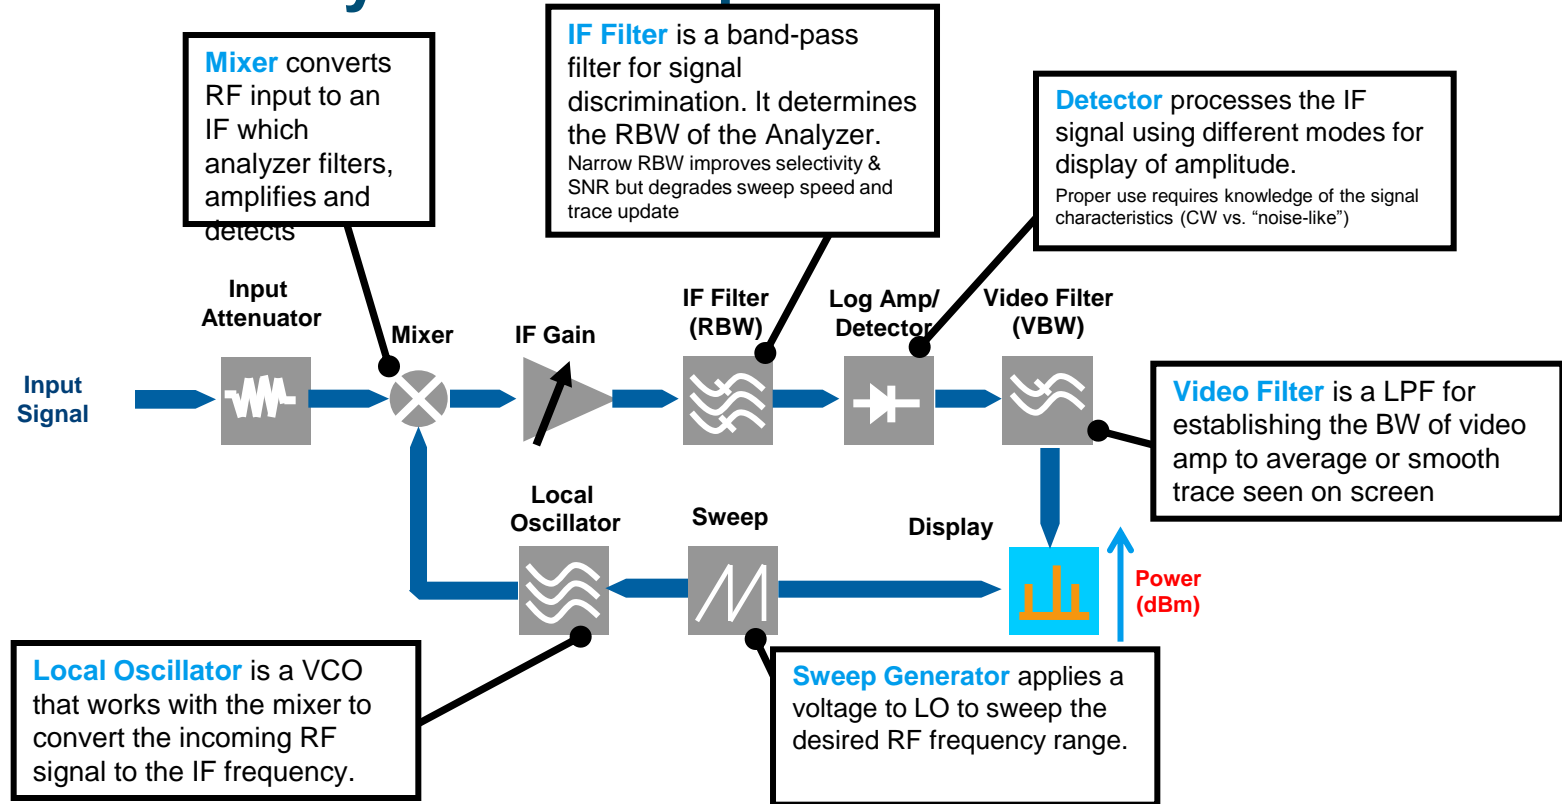 Mixer converts
RF input to an
IF which
analyzer filters,
amplifies and
detects
IF Filter is a band-pass
filter for signal
discrimination. It determines
the RBW of the Analyzer.
Narrow RBW improves selectivity &
SNR but degrades sweep speed and
trace update
Detector processes the IF
signal using different modes for
display of amplitude.
Proper use requires knowledge of the signal
characteristics (CW vs. “noise-like”)
Input
Attenuator
Mixer
IF Gain
IF Filter
(RBW)
Log Amp/
Detector
Video Filter
(VBW)
Input
Signal
Video Filter is a LPF for
establishing the BW of video
amp to average or smooth
trace seen on screen
Local
Oscillator
Sweep
Display
Power
(dBm)
Local Oscillator is a VCO
that works with the mixer to
convert the incoming RF
signal to the IF frequency.
Sweep Generator applies a
voltage to LO to sweep the
desired RF frequency range.